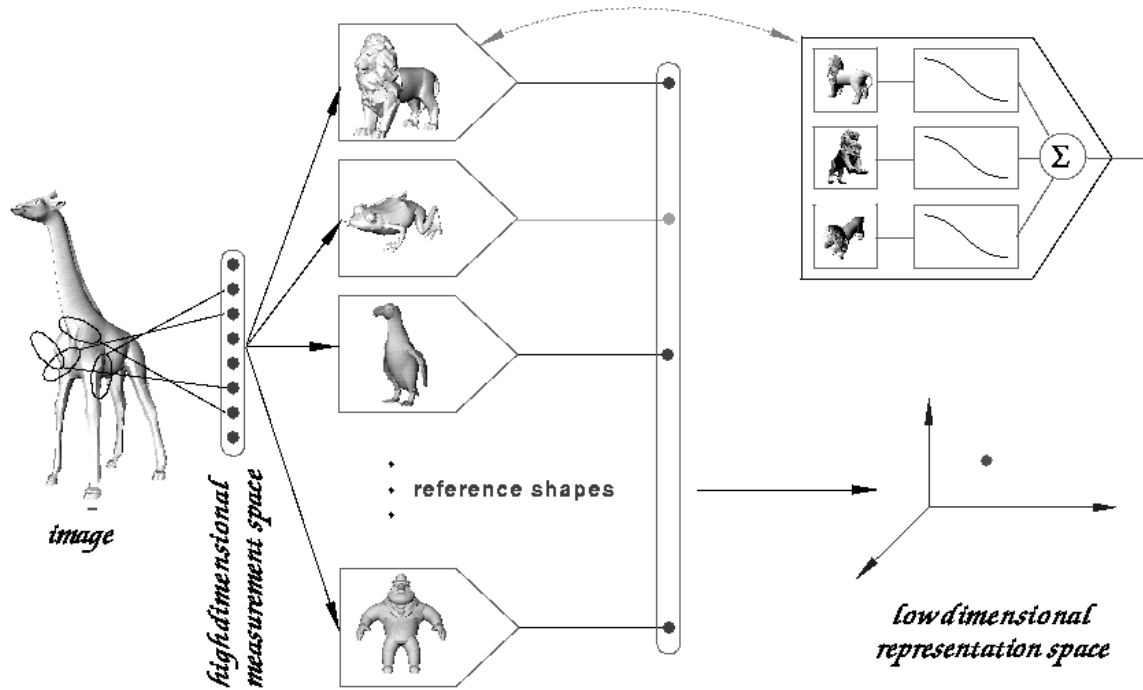 Σ
image
high dimensional
measurement space
reference shapes
low dimensional
representation space